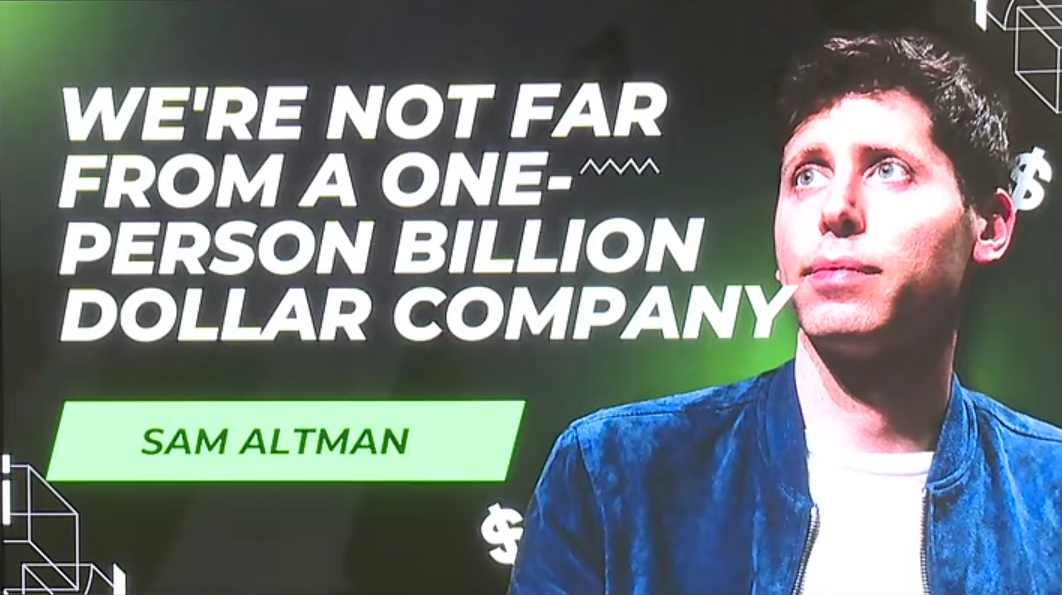 WE'RE NOT FAR
FROM A ONE-
PERSON BILLION
DOLLAR COMPANY
SAM ALTMAN
$
$